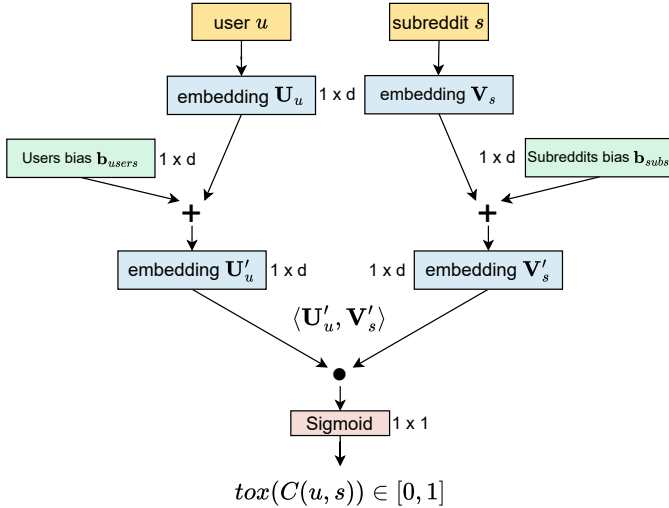 user u
subreddit s
embedding U_u
1 x d
embedding V_s
Users bias b_users
1 x d
1 x d
Subreddits bias b_subs
+
+
embedding U′_u
1 x d
1 x d
embedding V′_s
⟨U′_u, V′_s⟩
Sigmoid
1 x 1
tox(C(u, s)) ∈ [0, 1]